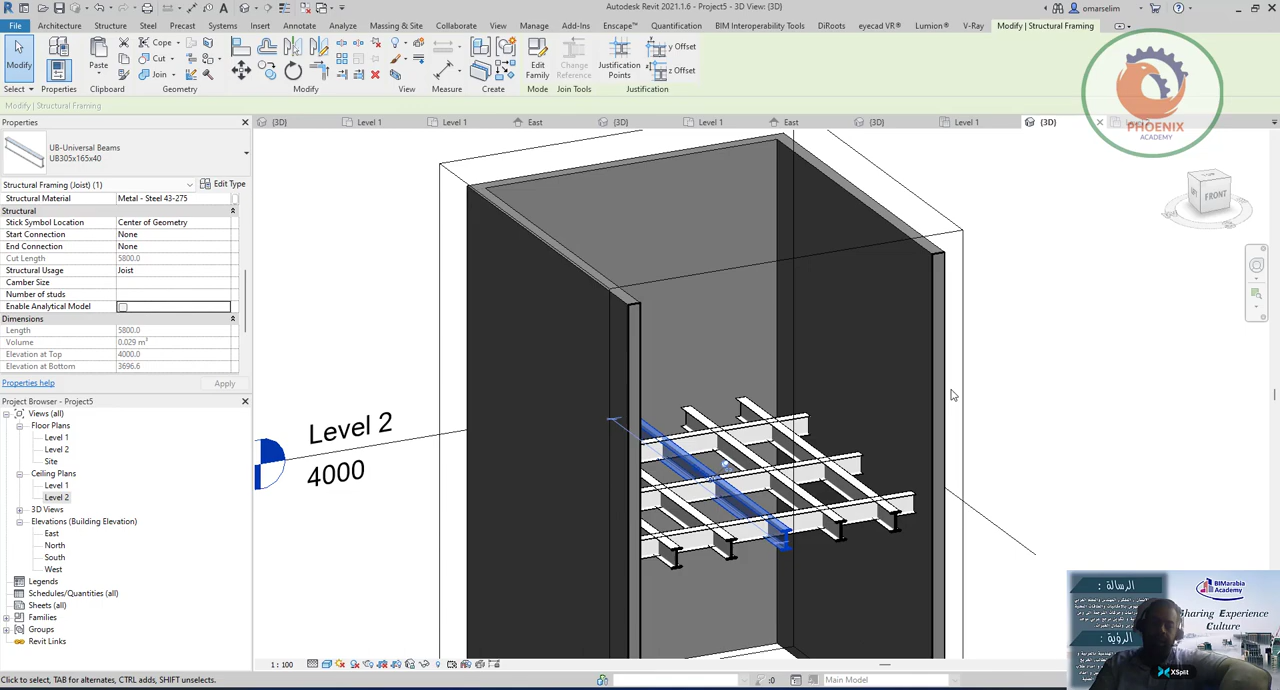 Autodesk Revit 2021.1.6 - Project5 - 3D View: {3D}
omarselim
File Architecture Structure Steel Precast Systems Insert Annotate Analyze Massing & Site Collaborate View Manage Add-Ins Enscape™ Quantification BIM Interoperability Tools DiRoots eyecad VR® Lumion® V-Ray Modify | Structural Framing
Modify
Paste
Cope
Cut
Join
Edit Family
Change Reference
Justification Points
y Offset
z Offset
Select Properties Clipboard Geometry Modify View Measure Create Mode Join Tools Justification
Modify | Structural Framing
PHOENIX
ACADEMY
Properties
{3D} Level 1 Level 1 East {3D} Level 1 East {3D} Level 1 {3D}
UB-Universal Beams
UB305x165x40
Structural Framing (Joist) (1) Edit Type
Structural Material Metal - Steel 43-275
Structural
Stick Symbol Location Center of Geometry
Start Connection None
End Connection None
Cut Length 5800.0
Structural Usage Joist
Camber Size
Number of studs
Enable Analytical Model
Dimensions
Length 5800.0
Volume 0.029 m³
Elevation at Top 4000.0
Elevation at Bottom 3696.6
Properties help Apply
Project Browser - Project5
Views (all)
Floor Plans
Level 1
Level 2
Site
Ceiling Plans
Level 1
Level 2
3D Views
Elevations (Building Elevation)
East
North
South
West
Legends
Schedules/Quantities (all)
Sheets (all)
Families
Groups
Revit Links
Level 2
4000
FRONT
1 : 100
Click to select, TAB for alternates, CTRL adds, SHIFT unselects.
:0
Main Model
الرسالة :
الرؤية :
BIMarabia
Academy
Sharing Experience
Culture
XSplit